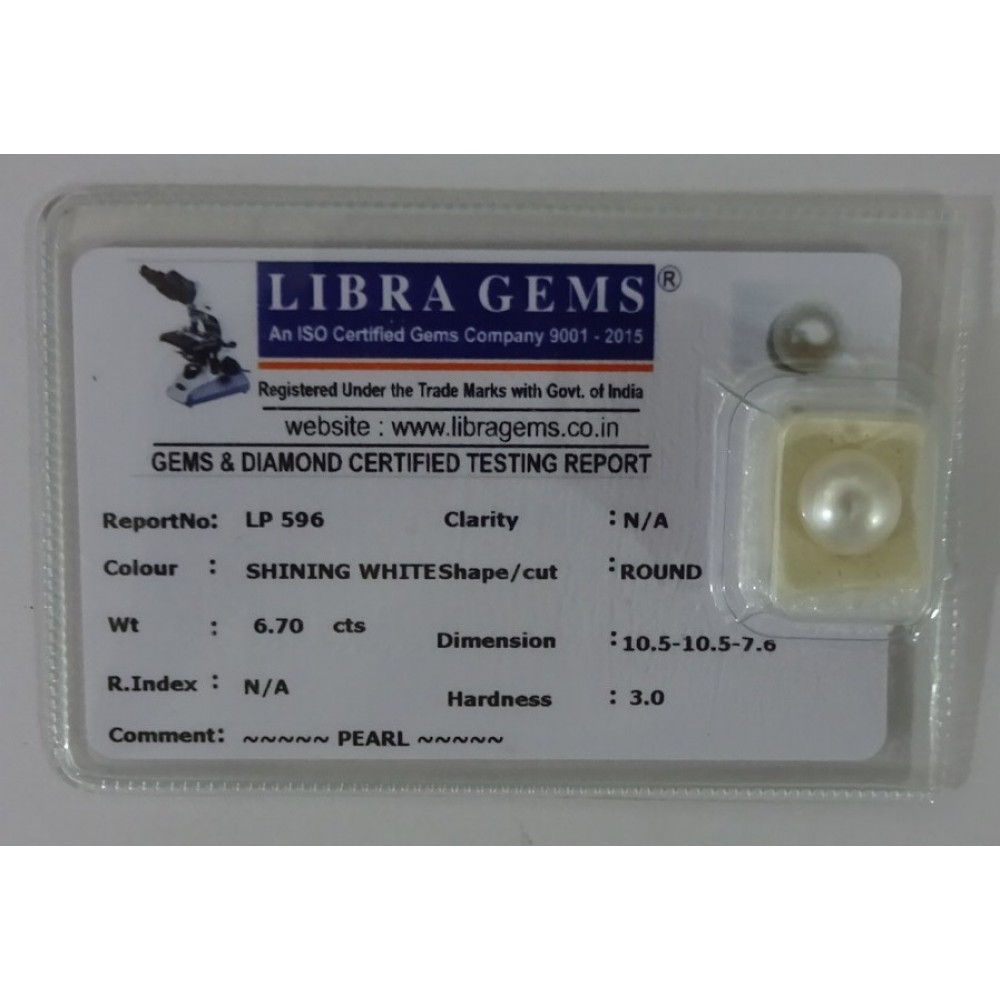 LIBRA GEMS®
An ISO Certified Gems Company 9001 - 2015
Registered Under the Trade Marks with Govt. of India
website : www.libragems.co.in
GEMS & DIAMOND CERTIFIED TESTING REPORT
ReportNo: LP 596 Clarity : N/A
Colour : SHINING WHITE Shape/cut : ROUND
Wt : 6.70 cts Dimension : 10.5-10.5-7.6
R.Index : N/A Hardness : 3.0
Comment: ~~~~~ PEARL ~~~~~